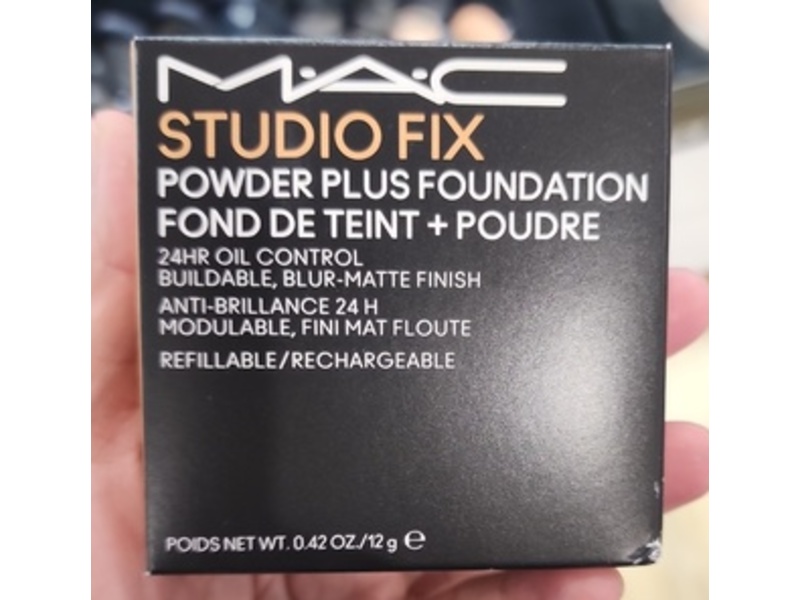 M·A·C
STUDIO FIX
POWDER PLUS FOUNDATION
FOND DE TEINT + POUDRE
24HR OIL CONTROL
BUILDABLE, BLUR-MATTE FINISH
ANTI-BRILLANCE 24 H
MODULABLE, FINI MAT FLOUTE
REFILLABLE/RECHARGEABLE
POIDS NET WT. 0.42 OZ./12 g ℮